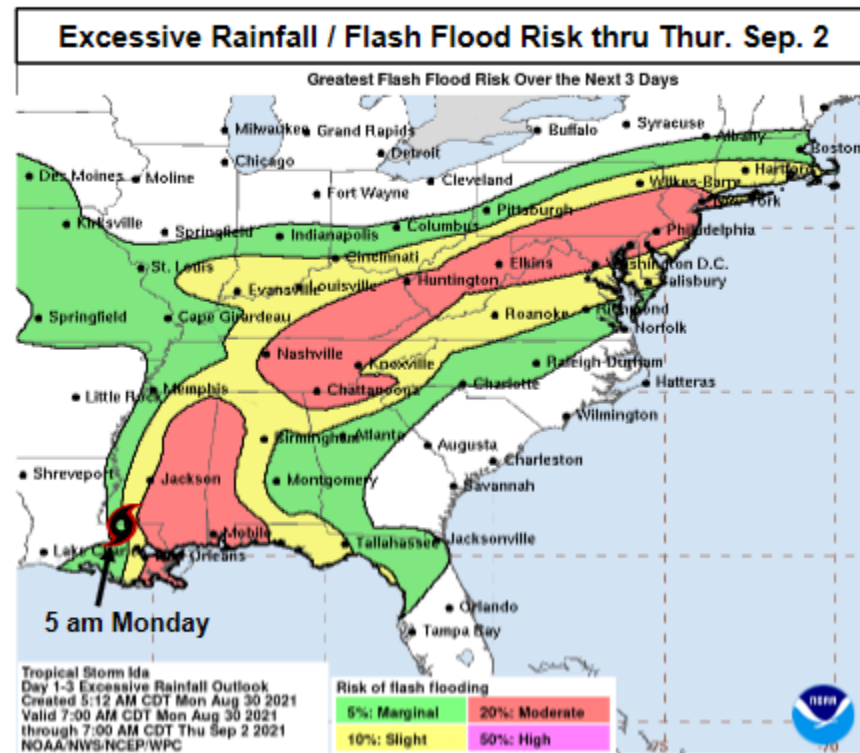 Excessive Rainfall / Flash Flood Risk thru Thur. Sep. 2
Greatest Flash Flood Risk Over the Next 3 Days
Milwaukee
Grand Rapids
Buffalo
Syracuse
Albany
Boston
Chicago
Detroit
Des Moines
Moline
Fort Wayne
Cleveland
Wilkes-Barre
Hartford
Kirksville
Springfield
Indianapolis
Columbus
Pittsburgh
New York
Philadelphia
St. Louis
Cincinnati
Elkins
Washington D.C.
Evansville
Louisville
Huntington
Salisbury
Springfield
Cape Girardeau
Roanoke
Richmond
Norfolk
Nashville
Knoxville
Raleigh-Durham
Little Rock
Memphis
Chattanooga
Charlotte
Hatteras
Wilmington
Birmingham
Atlanta
Augusta
Charleston
Shreveport
Jackson
Montgomery
Savannah
Mobile
Lake Charles
New Orleans
Tallahassee
Jacksonville
5 am Monday
Orlando
Tampa Bay
Tropical Storm Ida
Day 1-3 Excessive Rainfall Outlook
Created 5:12 AM CDT Mon Aug 30 2021
Valid 7:00 AM CDT Mon Aug 30 2021
through 7:00 AM CDT Thu Sep 2 2021
NOAA/NWS/NCEP/WPC
Risk of flash flooding
5%: Marginal
20%: Moderate
10%: Slight
50%: High
-75
-70
NOAA